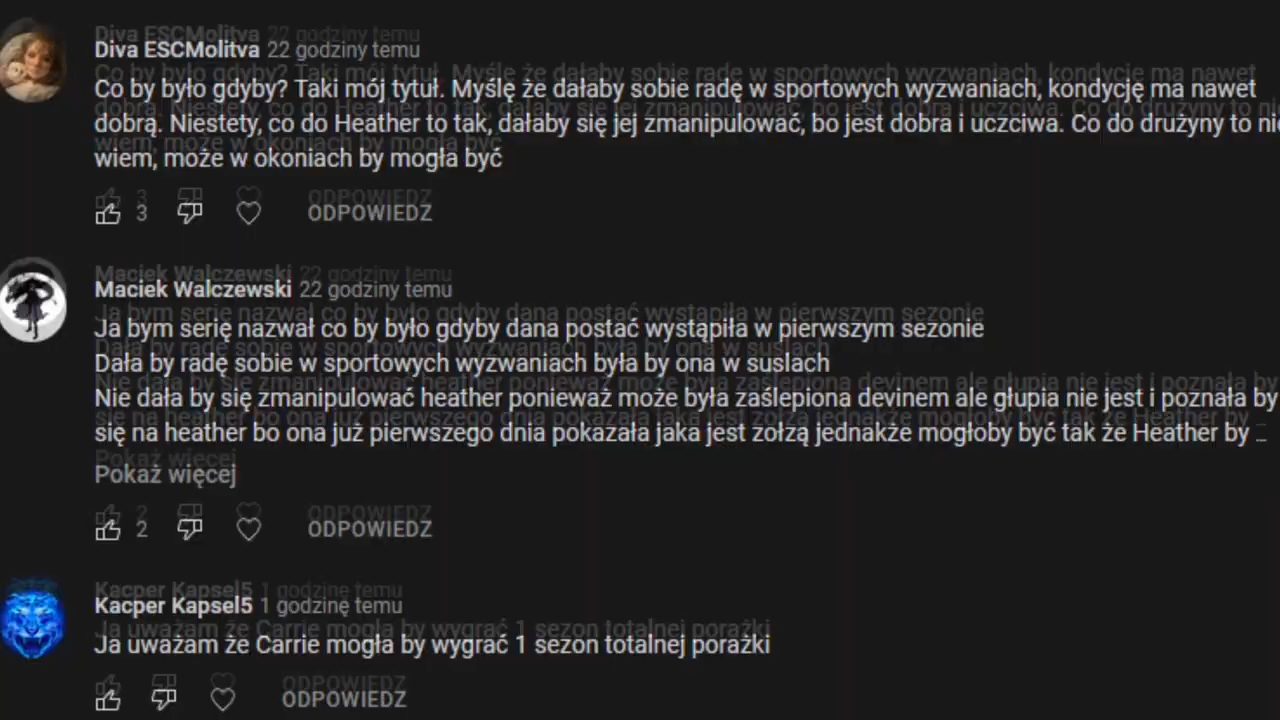 Diva ESCMolitva 22 godziny temu
Co by było gdyby? Taki mój tytuł. Myślę że dałaby sobie radę w sportowych wyzwaniach, kondycję ma nawet
dobrą. Niestety, co do Heather to tak, dałaby się jej zmanipulować, bo jest dobra i uczciwa. Co do drużyny to
wiem, może w okoniach by mogła być
3 ODPOWIEDZ
Maciek Walczewski 22 godziny temu
Ja bym serię nazwał co by było gdyby dana postać wystąpiła w pierwszym sezonie
Dała by radę sobie w sportowych wyzwaniach była by ona w suslach
Nie dała by się zmanipulować heather ponieważ może była zaślepiona devinem ale głupia nie jest i poznała by
się na heather bo ona już pierwszego dnia pokazała jaka jest zołzą jednakże mogłoby być tak że Heather by ...
Pokaż więcej
2 ODPOWIEDZ
Kacper Kapsel5 1 godzinę temu
Ja uważam że Carrie mogła by wygrać 1 sezon totalnej porażki
ODPOWIEDZ